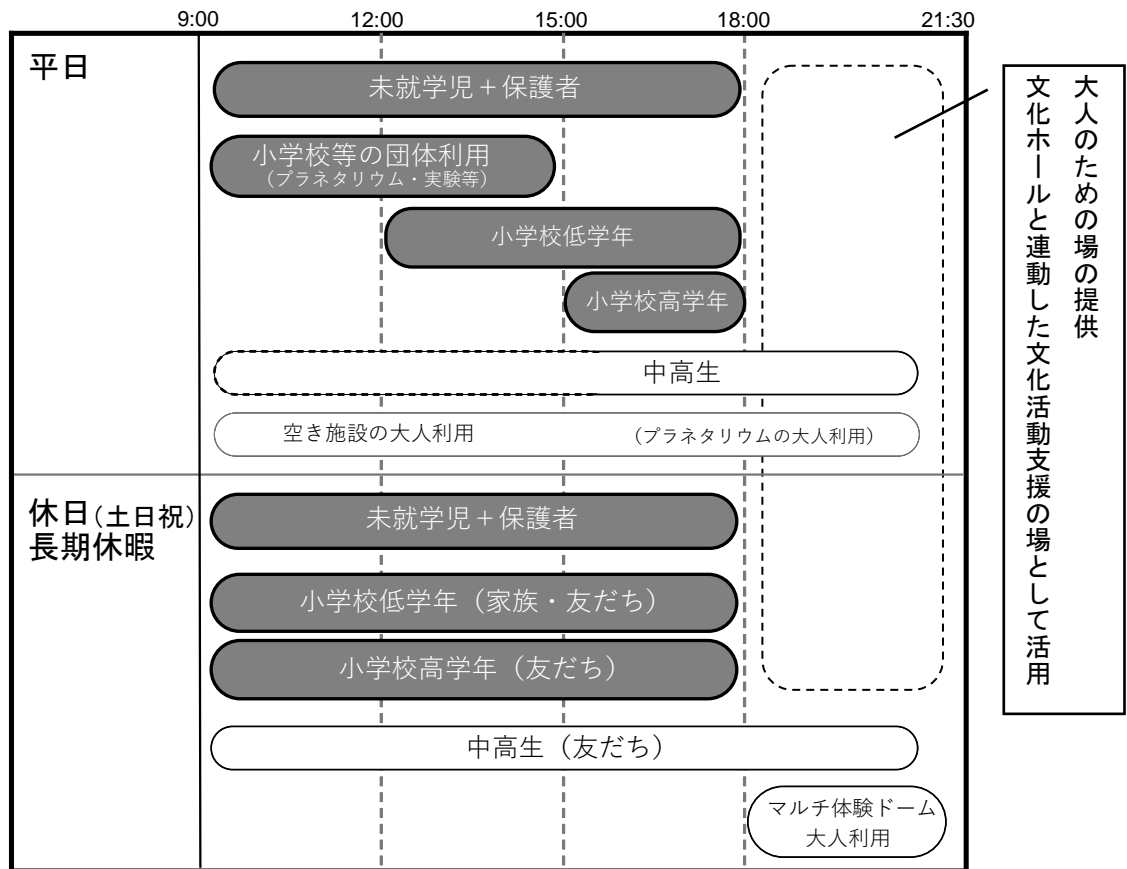 9:00 12:00 15:00 18:00 21:30
平日
未就学児＋保護者
小学校等の団体利用
（プラネタリウム・実験等）
小学校低学年
小学校高学年
中高生
空き施設の大人利用 （プラネタリウムの大人利用）
休日（土日祝）
長期休暇
未就学児＋保護者
小学校低学年（家族・友だち）
小学校高学年（友だち）
中高生（友だち）
マルチ体験ドーム
大人利用
大人のための場の提供
文化ホールと連動した文化活動支援の場として活用